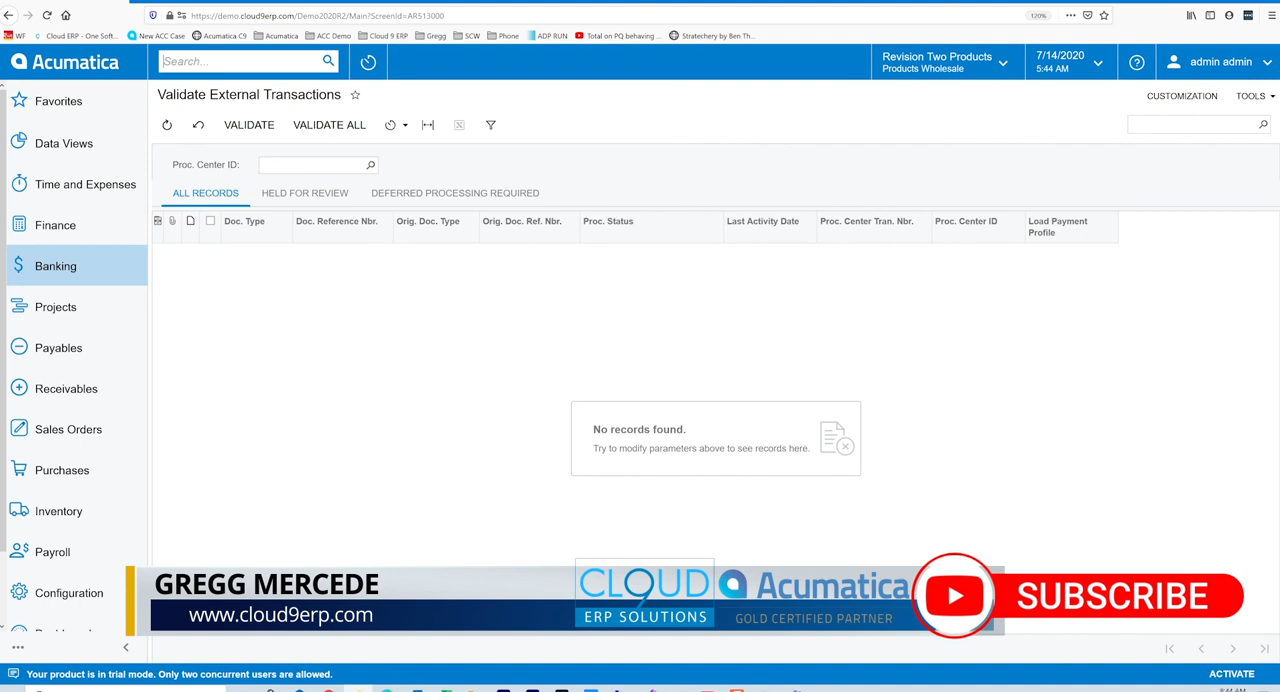 https://demo.cloud9erp.com/Demo2020R2/Main?ScreenId=AR513000
120%
WF
Cloud ERP - One Soft...
New ACC Case
Acumatica C9
Acumatica
ACC Demo
Cloud 9 ERP
Gregg
SCW
Phone
ADP RUN
Total on PQ behaving ...
Stratechery by Ben Th...
Acumatica
Search...
Revision Two Products
Products Wholesale
7/14/2020
5:44 AM
admin admin
Favorites
Data Views
Time and Expenses
Finance
Banking
Projects
Payables
Receivables
Sales Orders
Purchases
Inventory
Payroll
Configuration
Validate External Transactions
CUSTOMIZATION
TOOLS
VALIDATE
VALIDATE ALL
Proc. Center ID:
ALL RECORDS
HELD FOR REVIEW
DEFERRED PROCESSING REQUIRED
Doc. Type
Doc. Reference Nbr.
Orig. Doc. Type
Orig. Doc. Ref. Nbr.
Proc. Status
Last Activity Date
Proc. Center Tran. Nbr.
Proc. Center ID
Load Payment
Profile
No records found.
Try to modify parameters above to see records here.
GREGG MERCEDE
www.cloud9erp.com
CLOUD9
ERP SOLUTIONS
Acumatica
GOLD CERTIFIED PARTNER
SUBSCRIBE
Your product is in trial mode. Only two concurrent users are allowed.
ACTIVATE